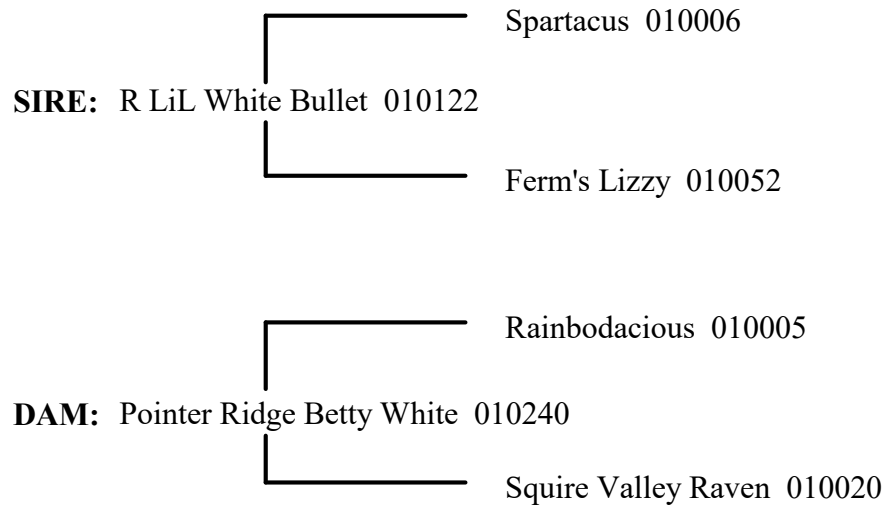 Spartacus 010006
SIRE: R LiL White Bullet 010122
Ferm's Lizzy 010052
Rainbodacious 010005
DAM: Pointer Ridge Betty White 010240
Squire Valley Raven 010020